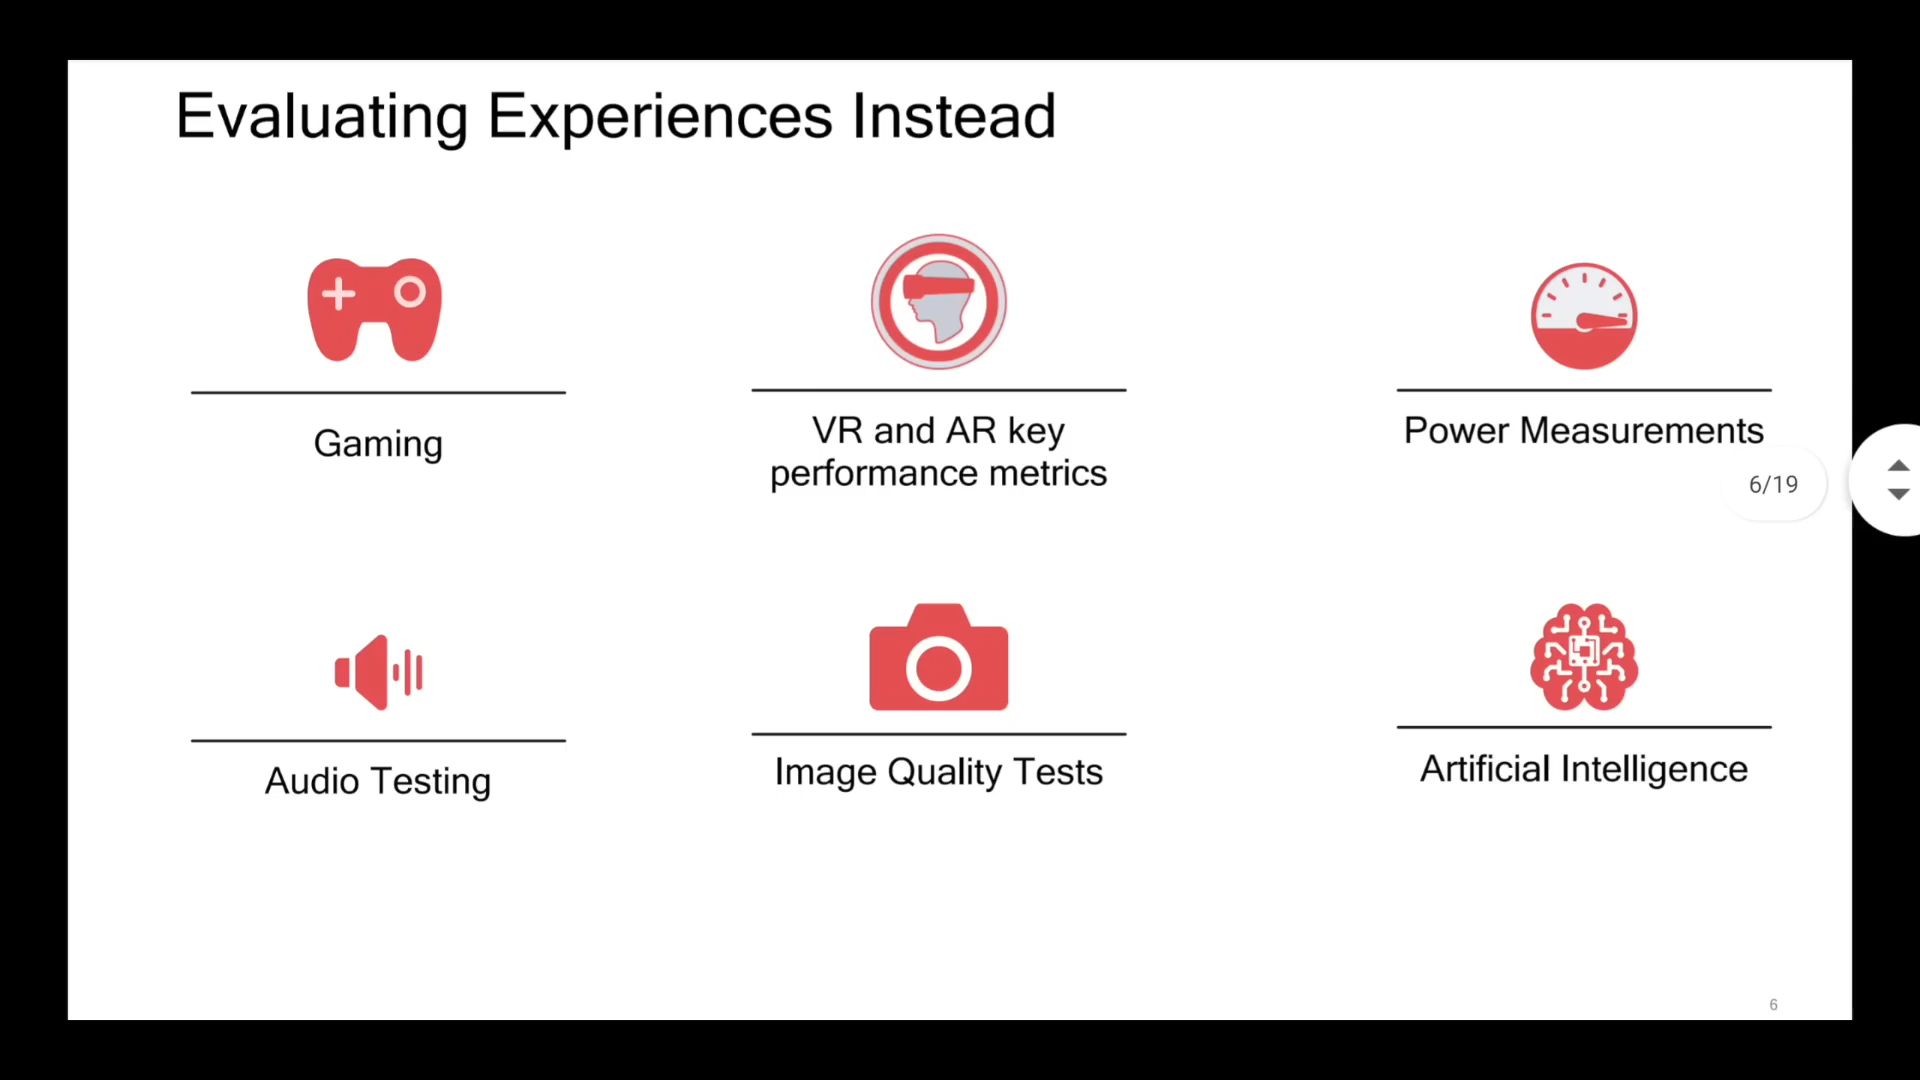 Evaluating Experiences Instead
Gaming
VR and AR key
performance metrics
Power Measurements
6/19
Audio Testing
Image Quality Tests
Artificial Intelligence
6